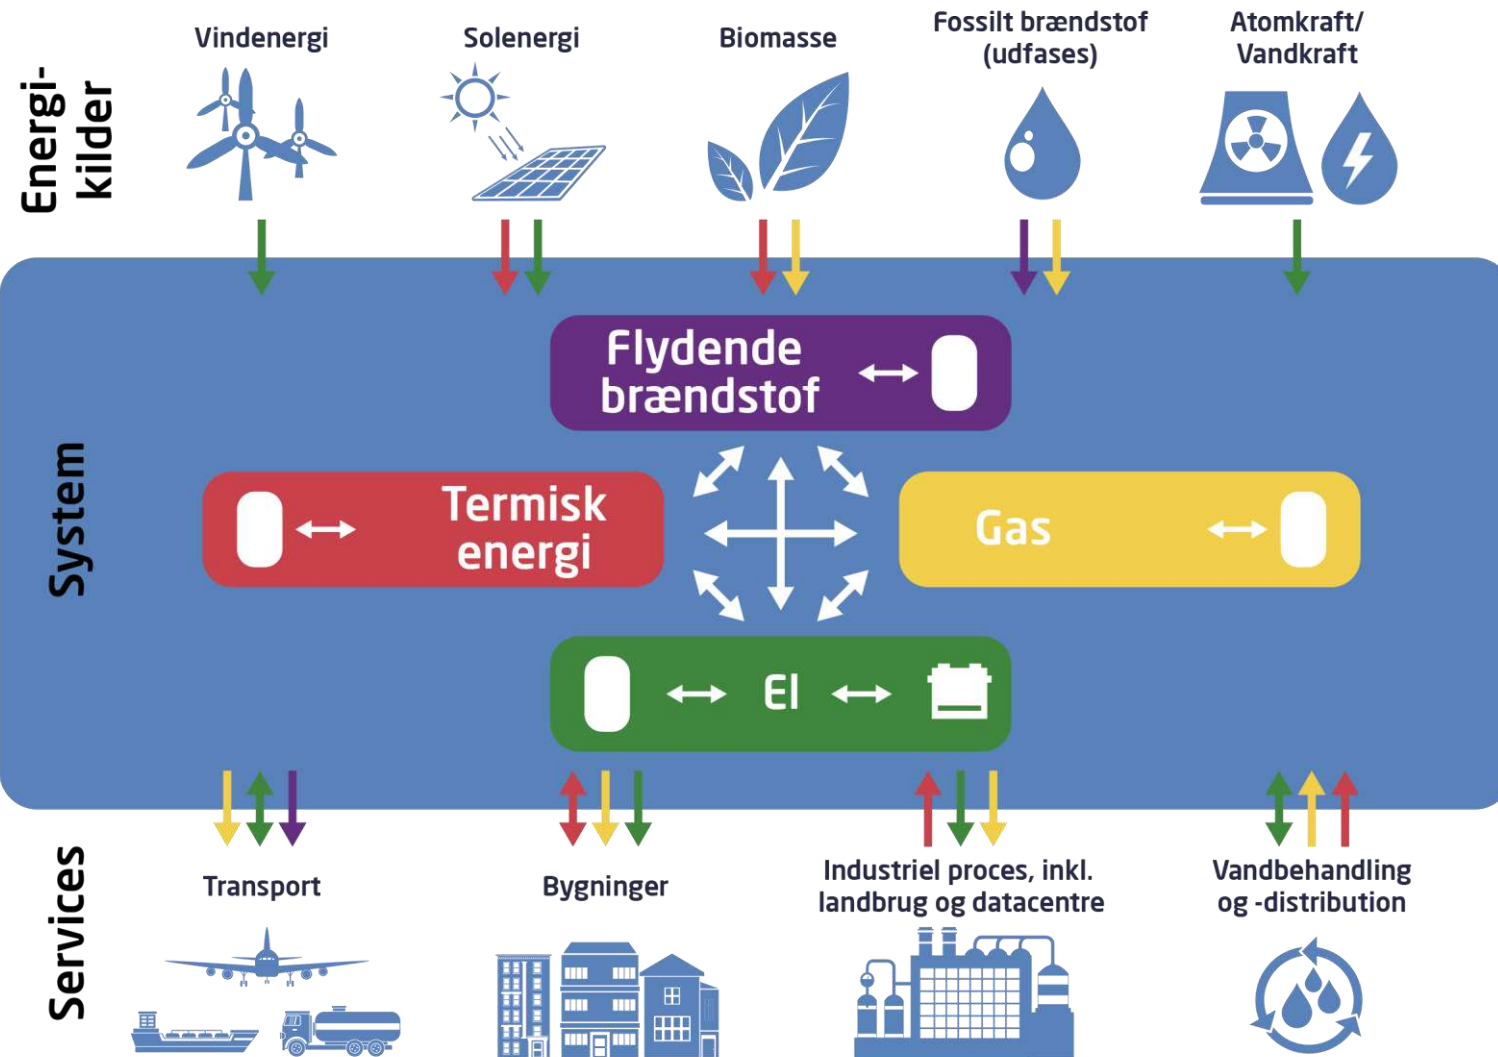 Energi-
kilder
Vindenergi
Solenergi
Biomasse
Fossilt brændstof
(udfases)
Atomkraft/
Vandkraft
System
Flydende
brændstof
Termisk
energi
Gas
El
Services
Transport
Bygninger
Industriel proces, inkl.
landbrug og datacentre
Vandbehandling
og -distribution